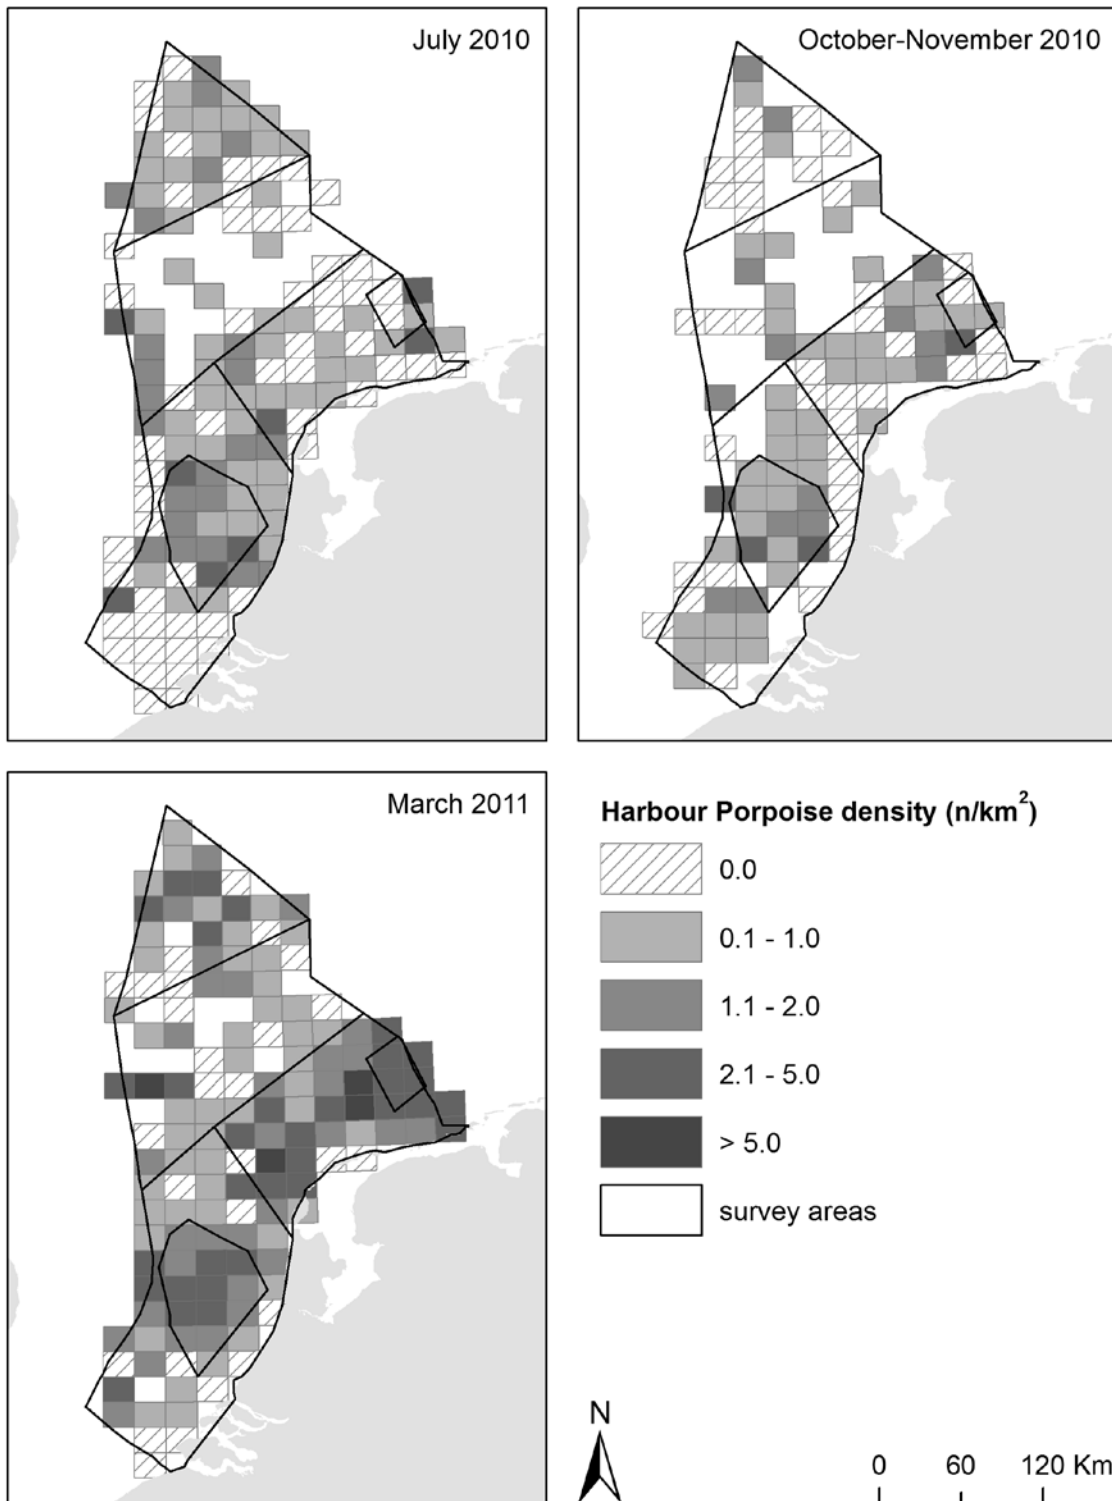 July 2010
October-November 2010
March 2011
Harbour Porpoise density (n/km²)
0.0
0.1 - 1.0
1.1 - 2.0
2.1 - 5.0
> 5.0
survey areas
N
0 60 120 Km